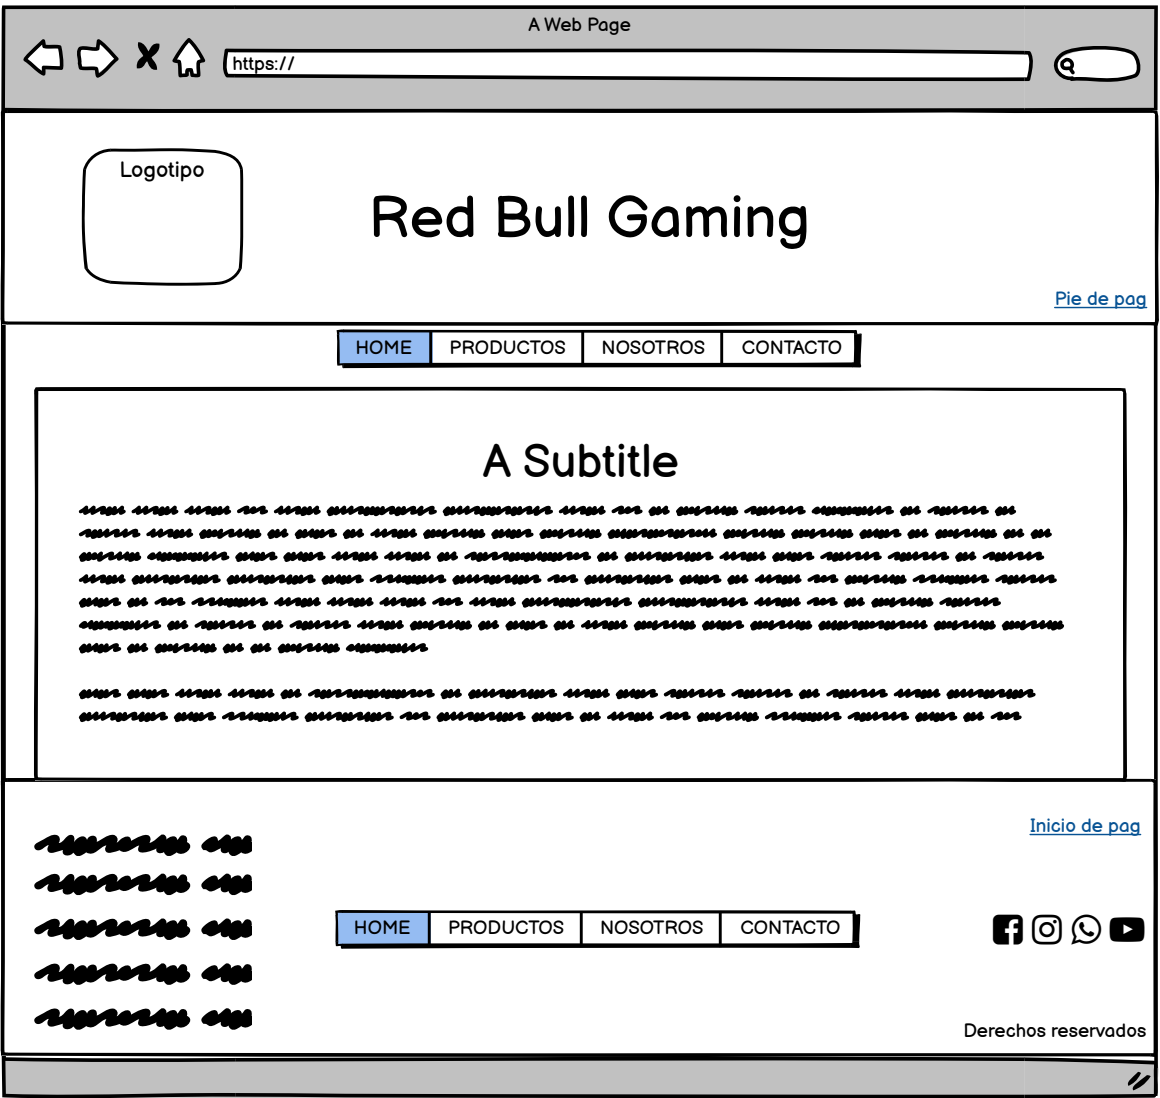 A Web Page
https://
Logotipo
Red Bull Gaming
Pie de pag
HOME PRODUCTOS NOSOTROS CONTACTO
A Subtitle
Inicio de pag
HOME PRODUCTOS NOSOTROS CONTACTO
Derechos reservados